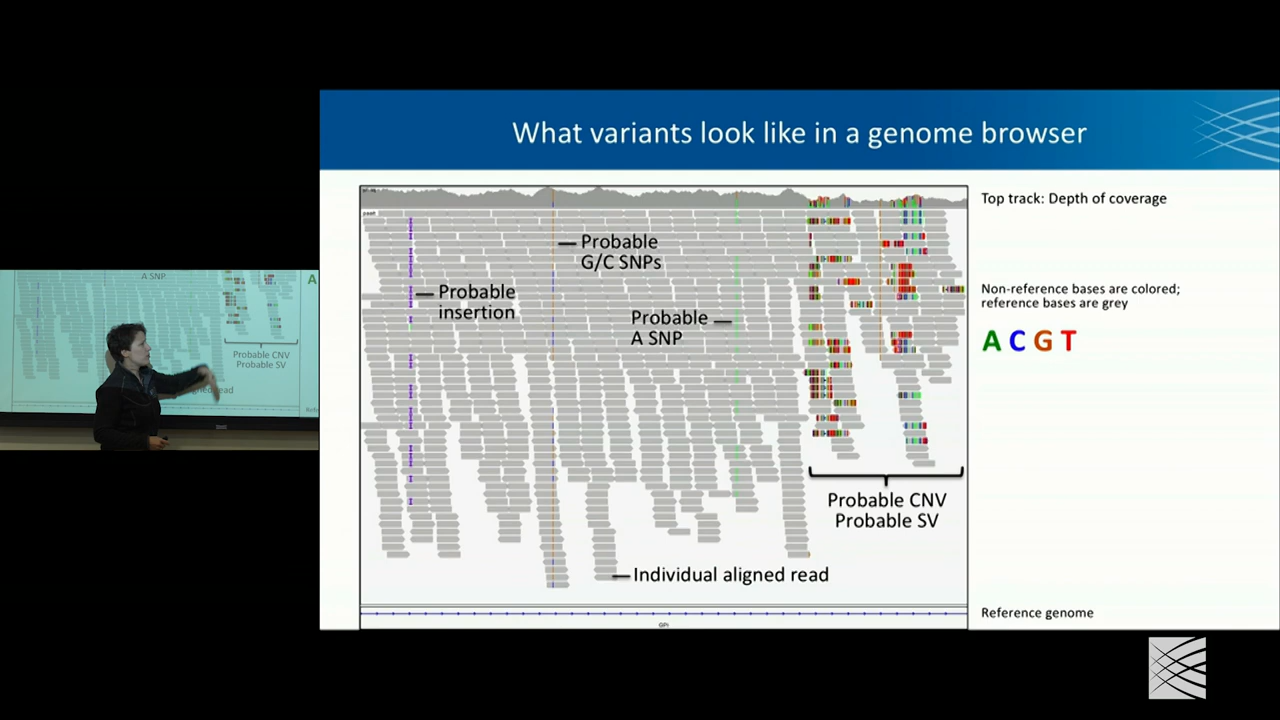 What variants look like in a genome browser
Top track: Depth of coverage
Probable
G/C SNPs
Probable
insertion
Non-reference bases are colored;
reference bases are grey
Probable
A SNP
A C G T
Probable CNV
Probable SV
Individual aligned read
Reference genome
GPI
A SNP
A
Probable CNV
Probable SV